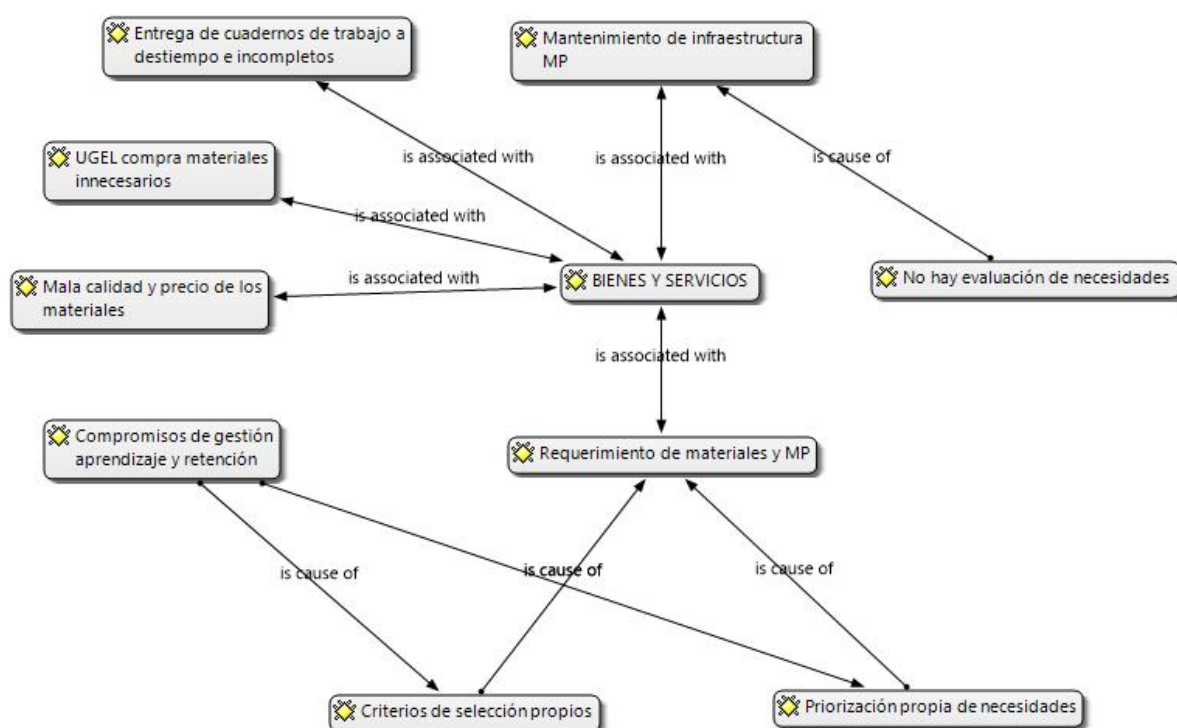 Entrega de cuadernos de trabajo a
destiempo e incompletos
Mantenimiento de infraestructura
MP
is associated with
is associated with
is cause of
UGEL compra materiales
innecesarios
is associated with
Mala calidad y precio de los
materiales
is associated with
BIENES Y SERVICIOS
No hay evaluación de necesidades
is associated with
Compromisos de gestión
aprendizaje y retención
Requerimiento de materiales y MP
is cause of
is cause of
is cause of
Criterios de selección propios
Priorización propia de necesidades